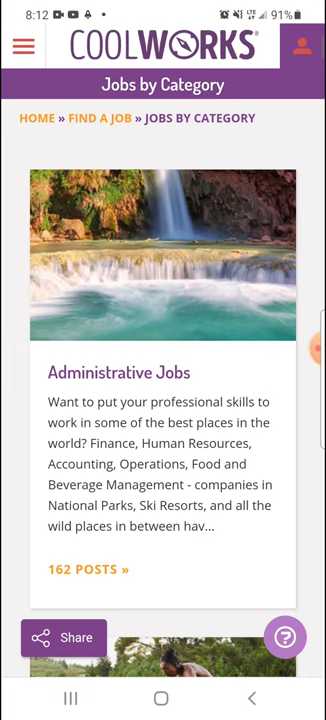 8:12
LTE 91%
COOLWORKS®
Jobs by Category
HOME » FIND A JOB » JOBS BY CATEGORY
Administrative Jobs
Want to put your professional skills to
work in some of the best places in the
world? Finance, Human Resources,
Accounting, Operations, Food and
Beverage Management - companies in
National Parks, Ski Resorts, and all the
wild places in between hav...
162 POSTS »
Share
?